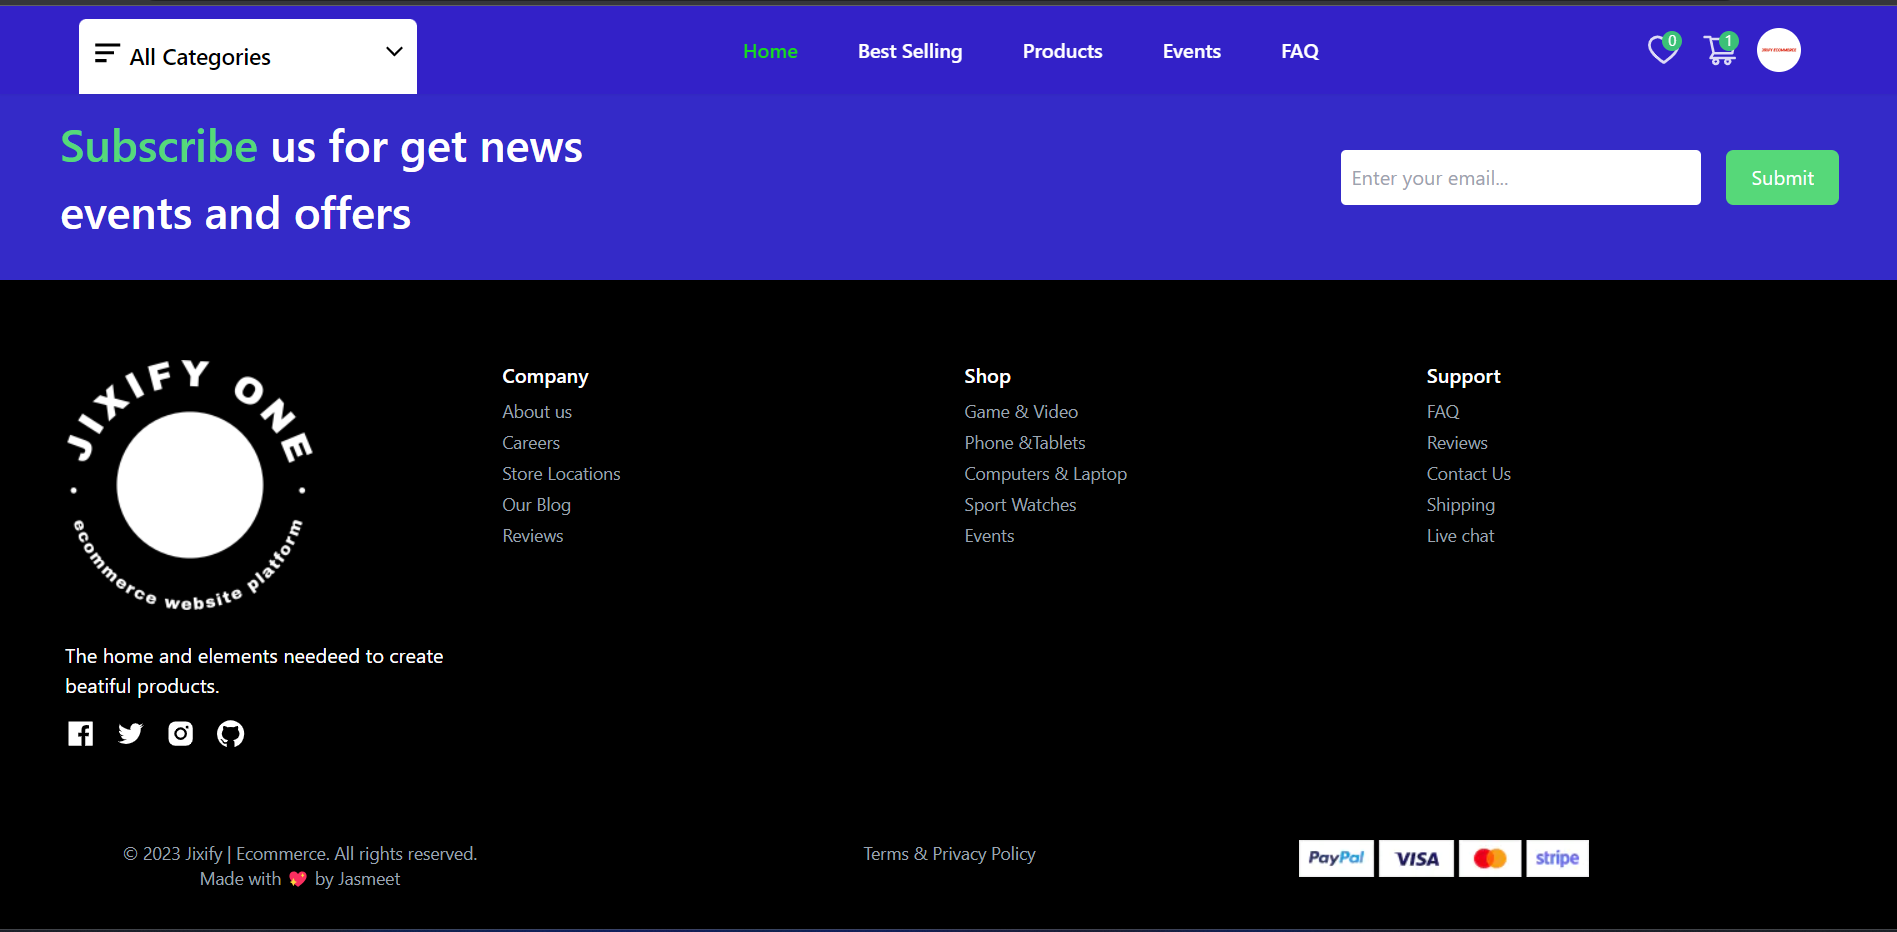 All Categories
Home
Best Selling
Products
Events
FAQ
0
1
JIXIFY ECOMMERCE
Subscribe us for get news
events and offers
Enter your email...
Submit
JIXIFY ONE
ecommerce website platform
The home and elements needeed to create
beatiful products.
Company
About us
Careers
Store Locations
Our Blog
Reviews
Shop
Game & Video
Phone &Tablets
Computers & Laptop
Sport Watches
Events
Support
FAQ
Reviews
Contact Us
Shipping
Live chat
© 2023 Jixify | Ecommerce. All rights reserved.
Made with 💖 by Jasmeet
Terms & Privacy Policy
PayPal
VISA
stripe